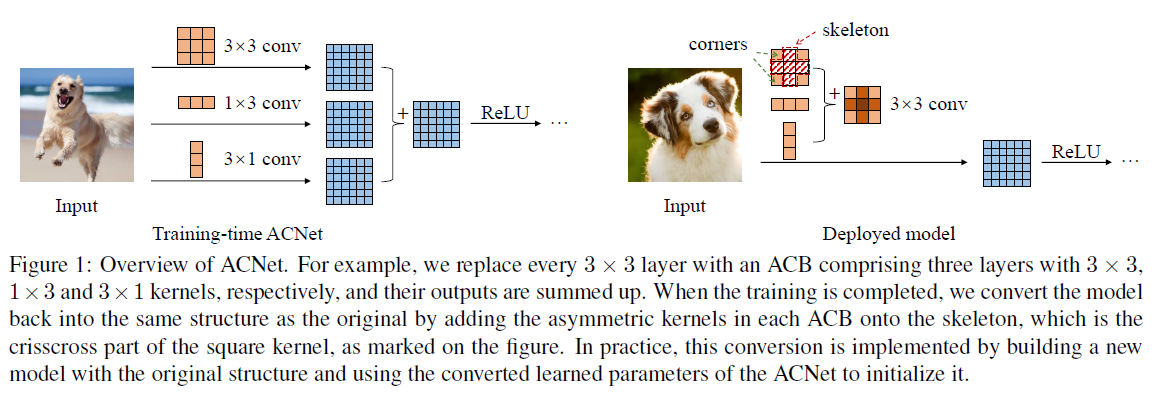 skeleton
corners
3×3 conv
1×3 conv
3×1 conv
+
ReLU
...
Input
Training-time ACNet
+
3×3 conv
ReLU
...
Input
Deployed model
Figure 1: Overview of ACNet. For example, we replace every 3 × 3 layer with an ACB comprising three layers with 3 × 3,
1 × 3 and 3 × 1 kernels, respectively, and their outputs are summed up. When the training is completed, we convert the model
back into the same structure as the original by adding the asymmetric kernels in each ACB onto the skeleton, which is the
crisscross part of the square kernel, as marked on the figure. In practice, this conversion is implemented by building a new
model with the original structure and using the converted learned parameters of the ACNet to initialize it.